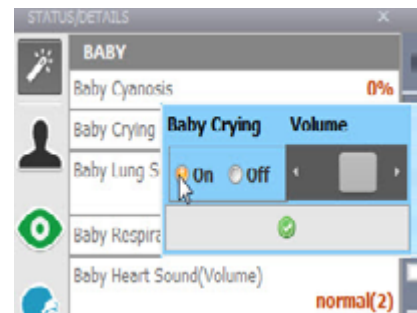 STATUS/DETAILS
BABY
Baby Cyanosis 0%
Baby Crying
Baby Crying Volume
On Off
Baby Lung S
Baby Respira
Baby Heart Sound(Volume)
normal(2)